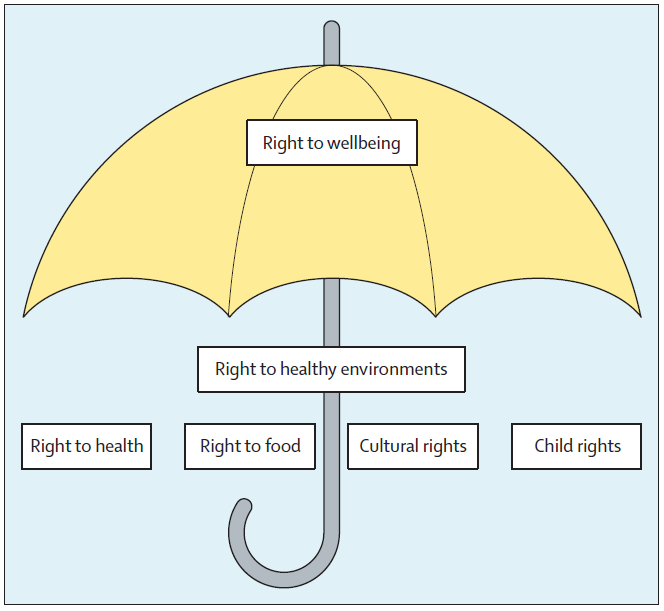 Right to wellbeing
Right to healthy environments
Right to health
Right to food
Cultural rights
Child rights